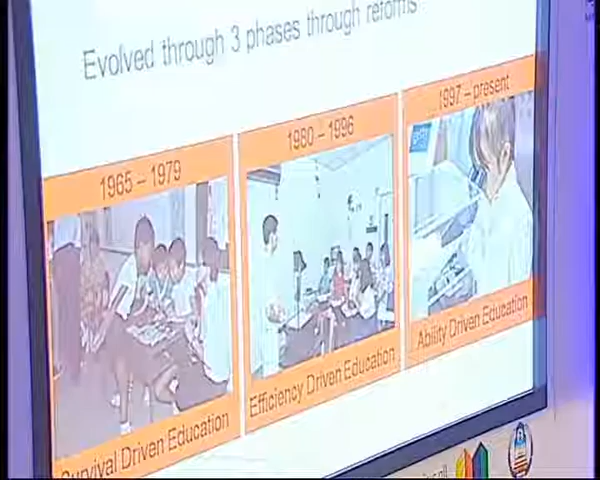 Evolved through 3 phases through reforms
1965 – 1979
1980 – 1996
1997 – present
Survival Driven Education
Efficiency Driven Education
Ability Driven Education